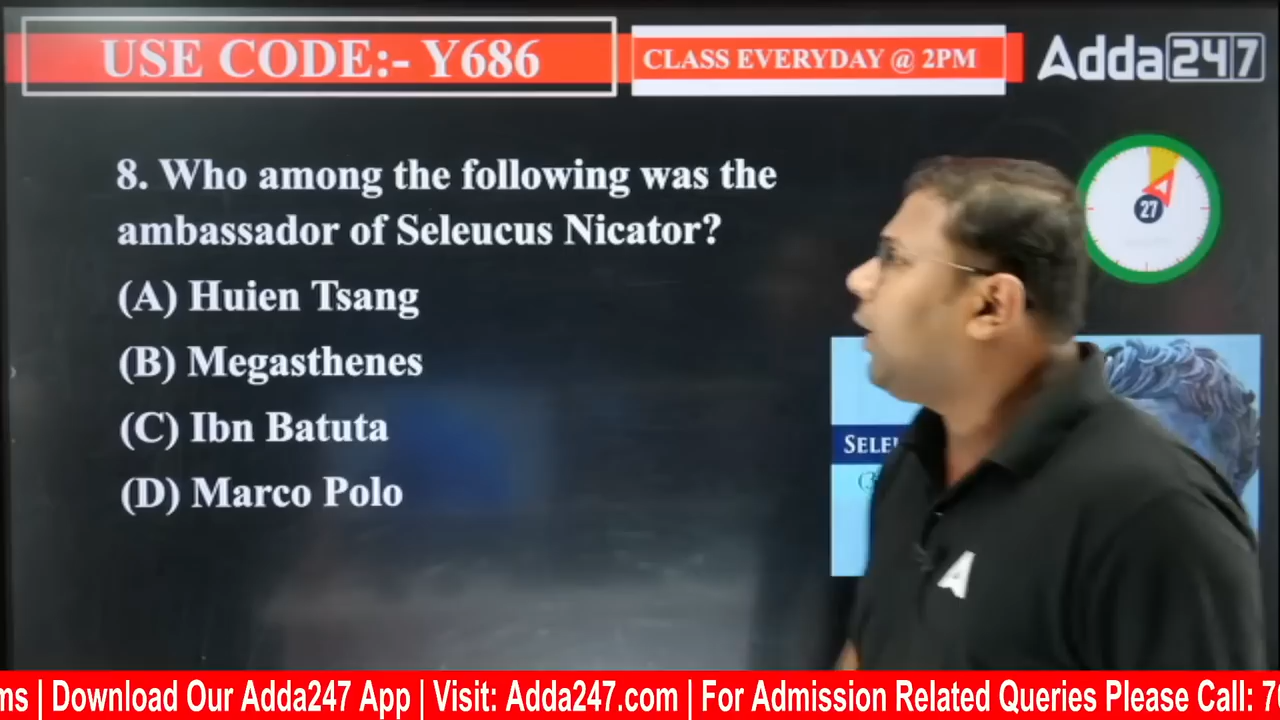 USE CODE:- Y686
CLASS EVERYDAY @ 2PM
Adda247
8. Who among the following was the
ambassador of Seleucus Nicator?
27
(A) Huien Tsang
(B) Megasthenes
(C) Ibn Batuta
(D) Marco Polo
ms | Download Our Adda247 App | Visit: Adda247.com | For Admission Related Queries Please Call: 7